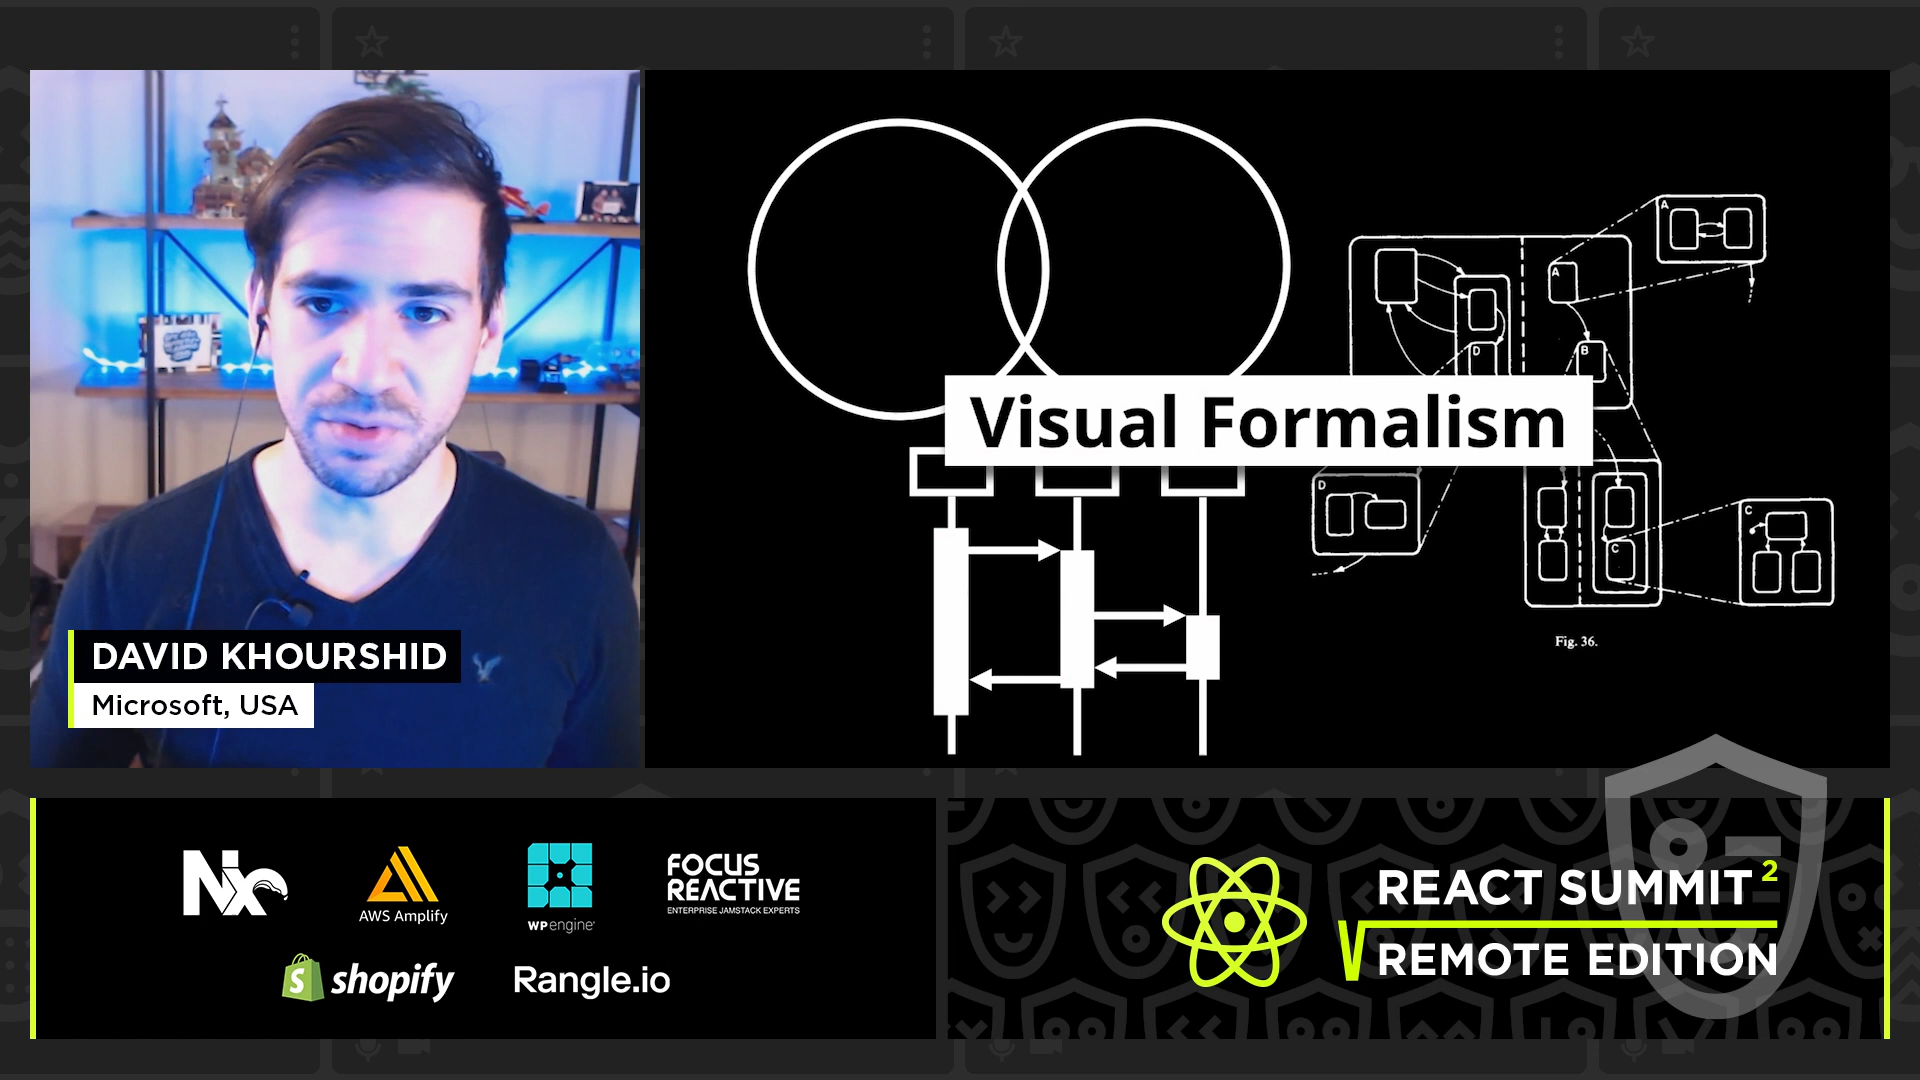 Visual Formalism
A
A
B
D
D
C
C
Fig. 36.
DAVID KHOURSHID
Microsoft, USA
Nx
AWS Amplify
WP engine
FOCUS
REACTIVE
ENTERPRISE JAMSTACK EXPERTS
shopify
Rangle.io
REACT SUMMIT 2
REMOTE EDITION